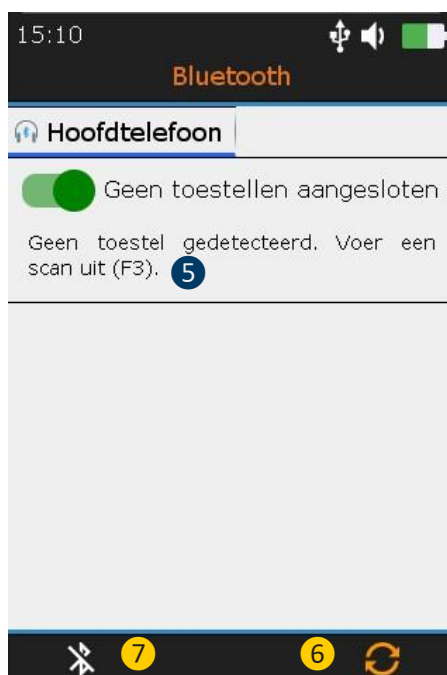 15:10
Bluetooth
Hoofdtelefoon
Geen toestellen aangesloten
Geen toestel gedetecteerd. Voer een
scan uit (F3). 5
7 6